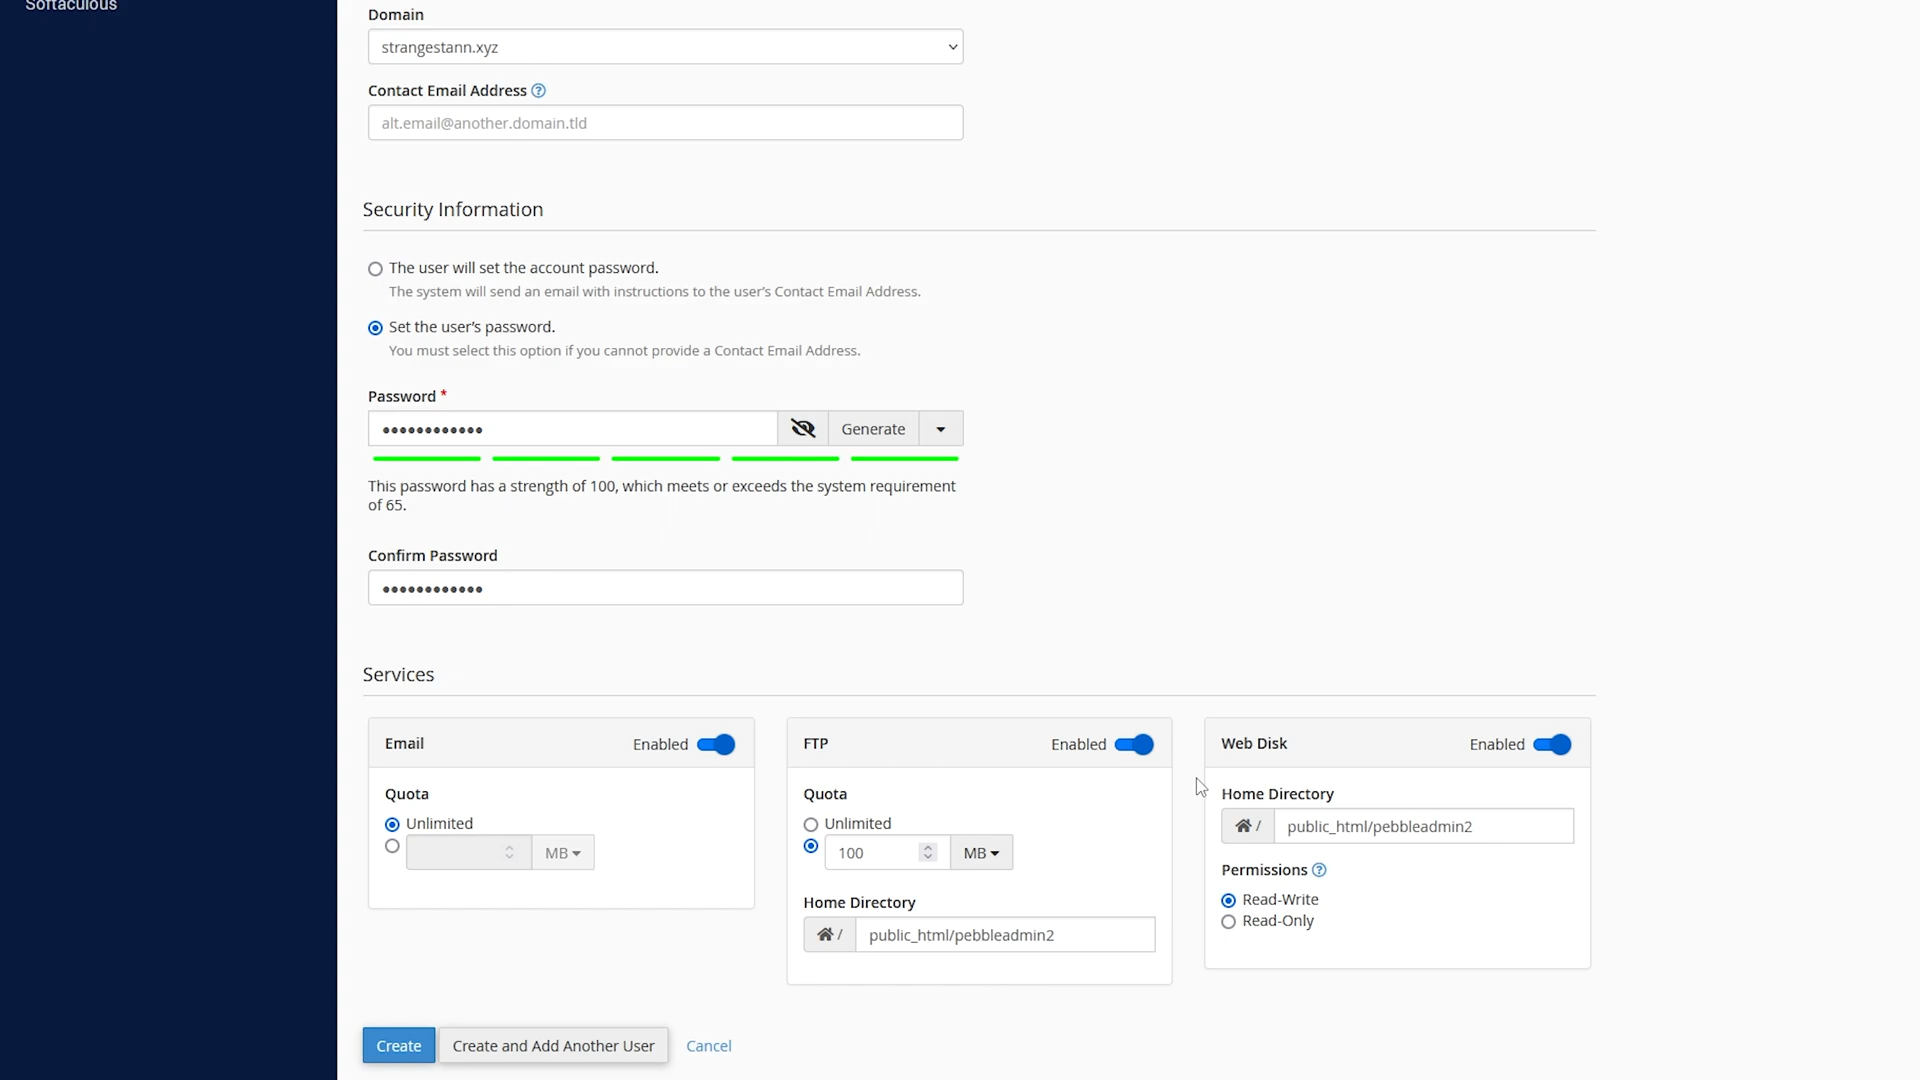 Softaculous
Domain
strangestann.xyz
Contact Email Address
alt.email@another.domain.tld
Security Information
The user will set the account password.
The system will send an email with instructions to the user’s Contact Email Address.
Set the user’s password.
You must select this option if you cannot provide a Contact Email Address.
Password *
•••••••••••• Generate
This password has a strength of 100, which meets or exceeds the system requirement
of 65.
Confirm Password
••••••••••••
Services
Email Enabled
Quota
Unlimited
MB
FTP Enabled
Quota
Unlimited
100 MB
Home Directory
/ public_html/pebbleadmin2
Web Disk Enabled
Home Directory
/ public_html/pebbleadmin2
Permissions
Read-Write
Read-Only
Create Create and Add Another User Cancel